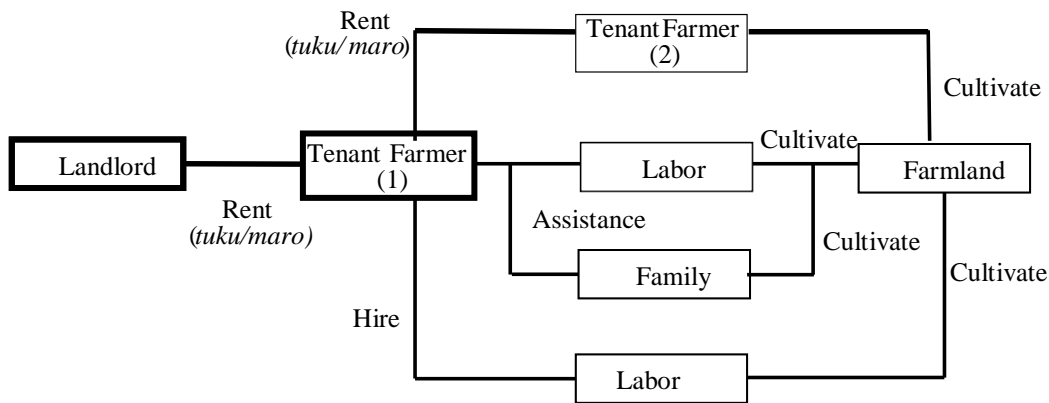 Rent
(tuku/maro)
Tenant Farmer
(2)
Cultivate
Landlord
Tenant Farmer
(1)
Labor
Cultivate
Farmland
Rent
(tuku/maro)
Assistance
Cultivate
Family
Cultivate
Hire
Labor